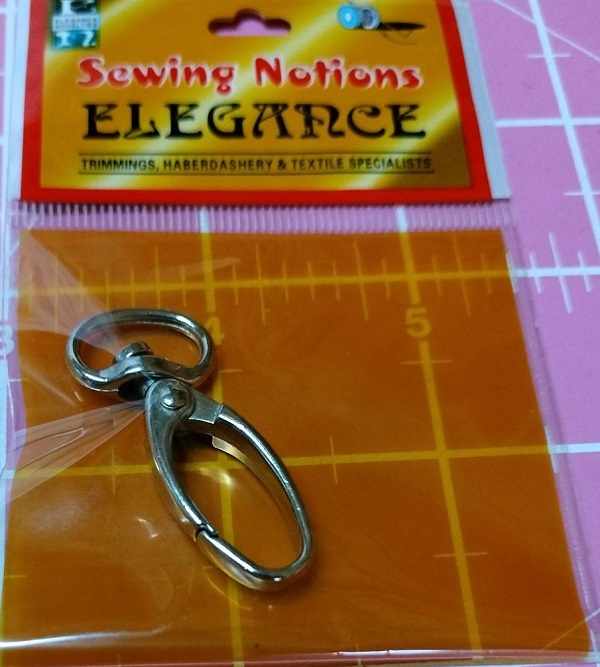 Sewing Notions
ELEGANCE
TRIMMINGS, HABERDASHERY & TEXTILE SPECIALISTS
3
4
5